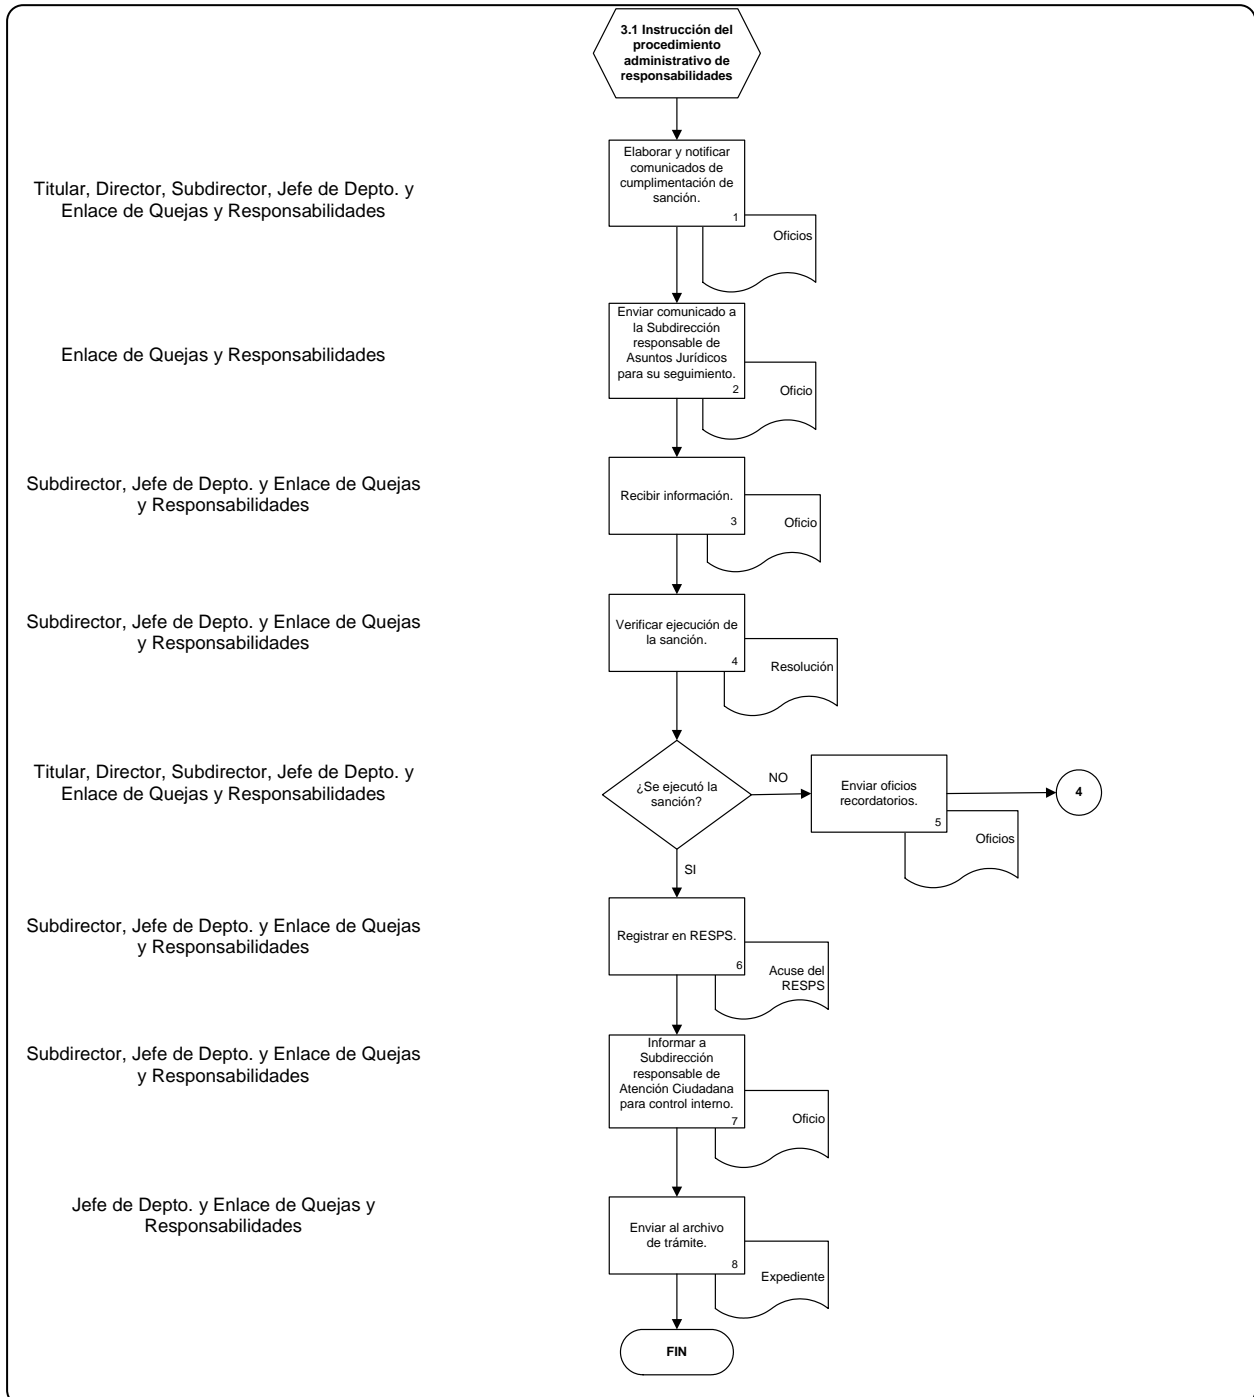 3.1 Instrucción del
procedimiento
administrativo de
responsabilidades
Titular, Director, Subdirector, Jefe de Depto. y
Enlace de Quejas y Responsabilidades
Elaborar y notificar
comunicados de
cumplimentación de
sanción.
1
Oficios
Enlace de Quejas y Responsabilidades
Enviar comunicado a
la Subdirección
responsable de
Asuntos Jurídicos
para su seguimiento.
2
Oficio
Subdirector, Jefe de Depto. y Enlace de Quejas
y Responsabilidades
Recibir información.
3
Oficio
Subdirector, Jefe de Depto. y Enlace de Quejas
y Responsabilidades
Verificar ejecución de
la sanción.
4
Resolución
Titular, Director, Subdirector, Jefe de Depto. y
Enlace de Quejas y Responsabilidades
¿Se ejecutó la
sanción?
NO
Enviar oficios
recordatorios.
5
Oficios
4
SI
Subdirector, Jefe de Depto. y Enlace de Quejas
y Responsabilidades
Registrar en RESPS.
6
Acuse del
RESPS
Subdirector, Jefe de Depto. y Enlace de Quejas
y Responsabilidades
Informar a
Subdirección
responsable de
Atención Ciudadana
para control interno.
7
Oficio
Jefe de Depto. y Enlace de Quejas y
Responsabilidades
Enviar al archivo
de trámite.
8
Expediente
FIN